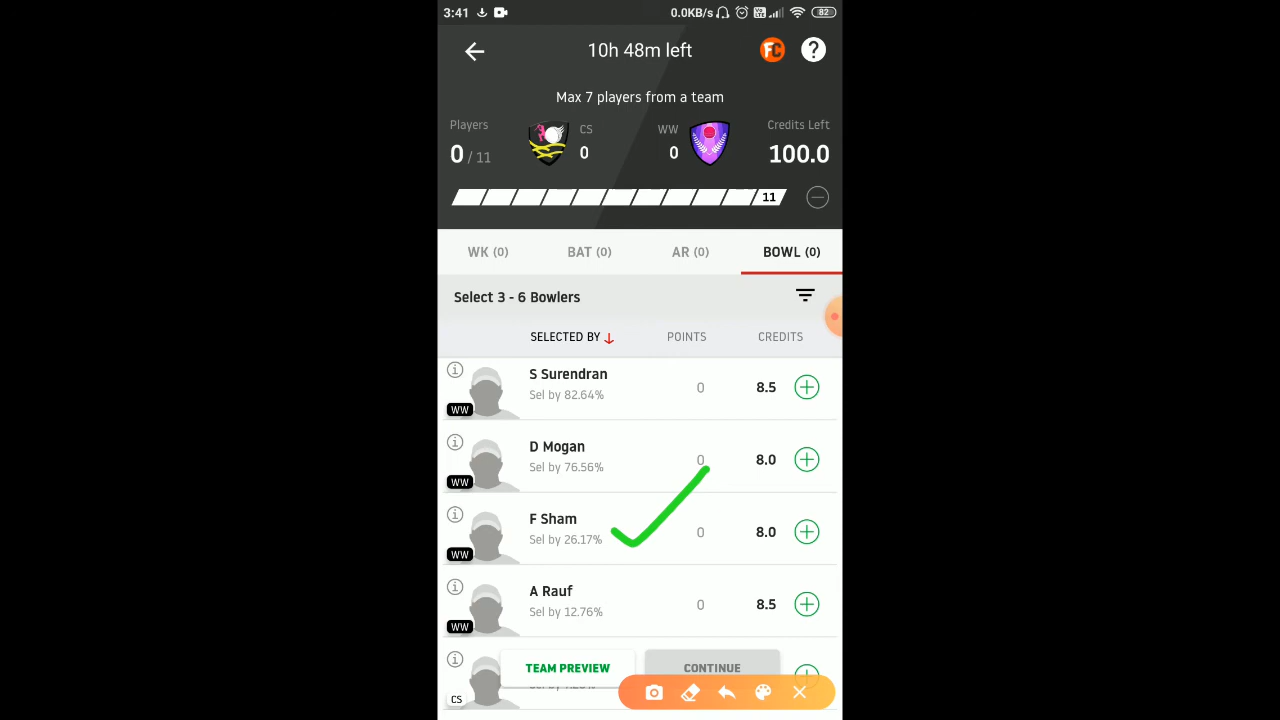 3:41
0.0KB/s
82
10h 48m left
FC
?
Max 7 players from a team
Players
CS
WW
Credits Left
0 / 11
0
0
100.0
11
WK (0)
BAT (0)
AR (0)
BOWL (0)
Select 3 - 6 Bowlers
SELECTED BY
POINTS
CREDITS
S Surendran
Sel by 82.64%
0
8.5
WW
D Mogan
Sel by 76.56%
0
8.0
WW
F Sham
Sel by 26.17%
0
8.0
WW
A Rauf
Sel by 12.76%
0
8.5
WW
TEAM PREVIEW
CONTINUE
CS